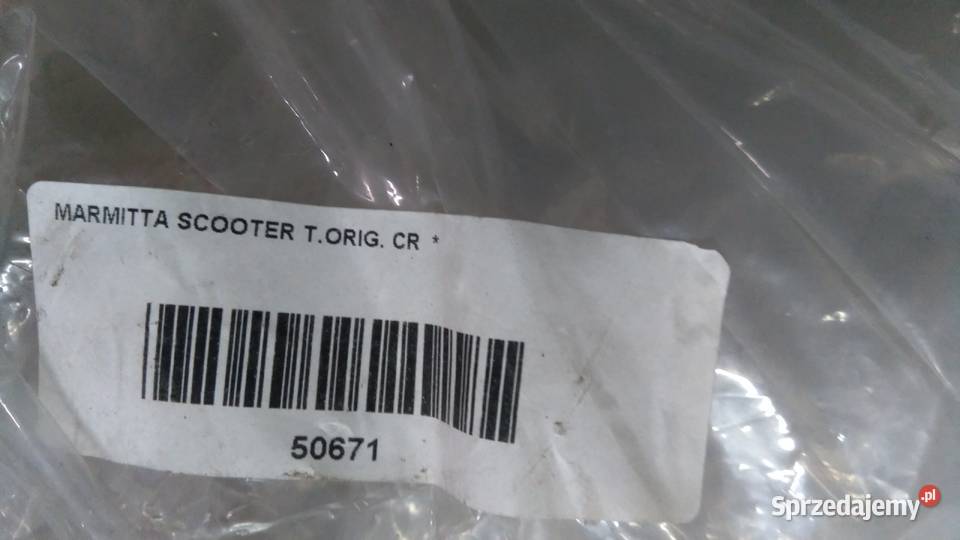 MARMITTA SCOOTER T.ORIG. CR *
50671
Sprzedajemy.pl